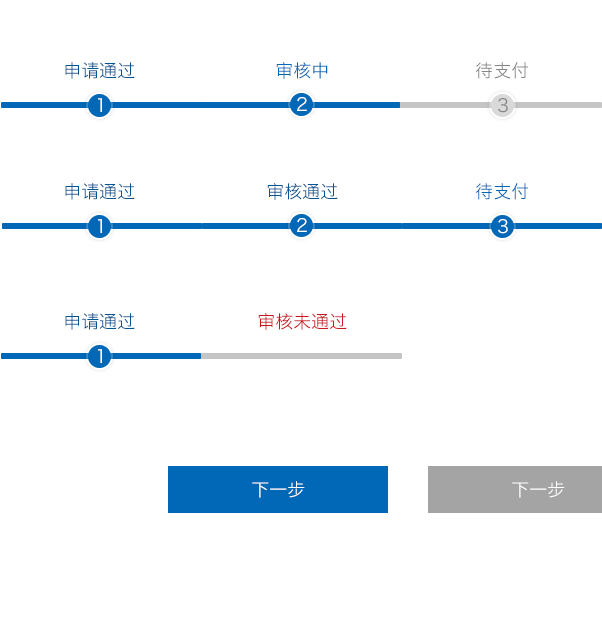 申请通过 审核中 待支付
1 2 3
申请通过 审核通过 待支付
1 2 3
申请通过 审核未通过
1
下一步 下一步